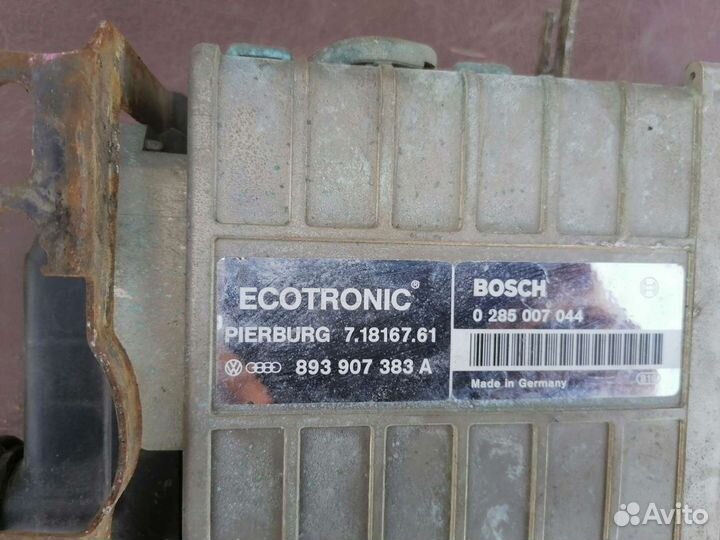 ECOTRONIC®
PIERBURG 7.18167.61
893 907 383 A
BOSCH
0 285 007 044
Made in Germany
Avito